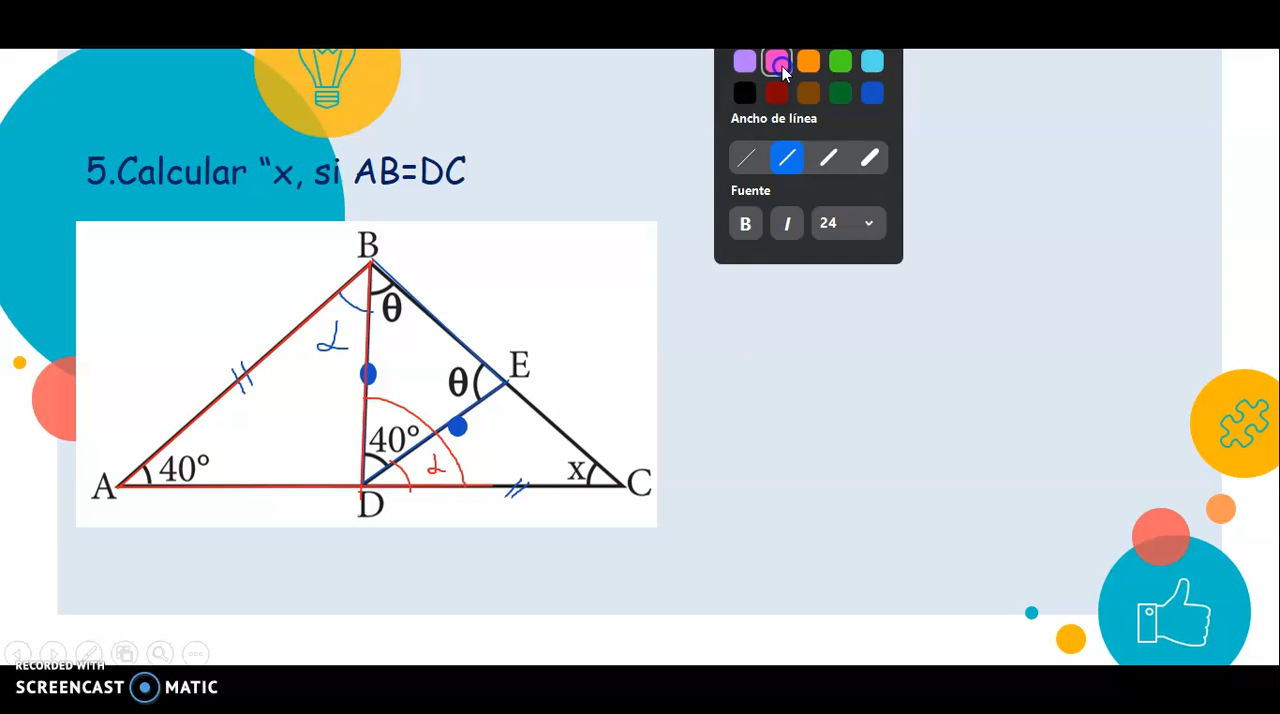 Ancho de línea
5.Calcular “x, si AB=DC
Fuente
B I 24
B
θ
α
E
θ
40°
α
A 40°
x C
D
RECORDED WITH
SCREENCAST MATIC